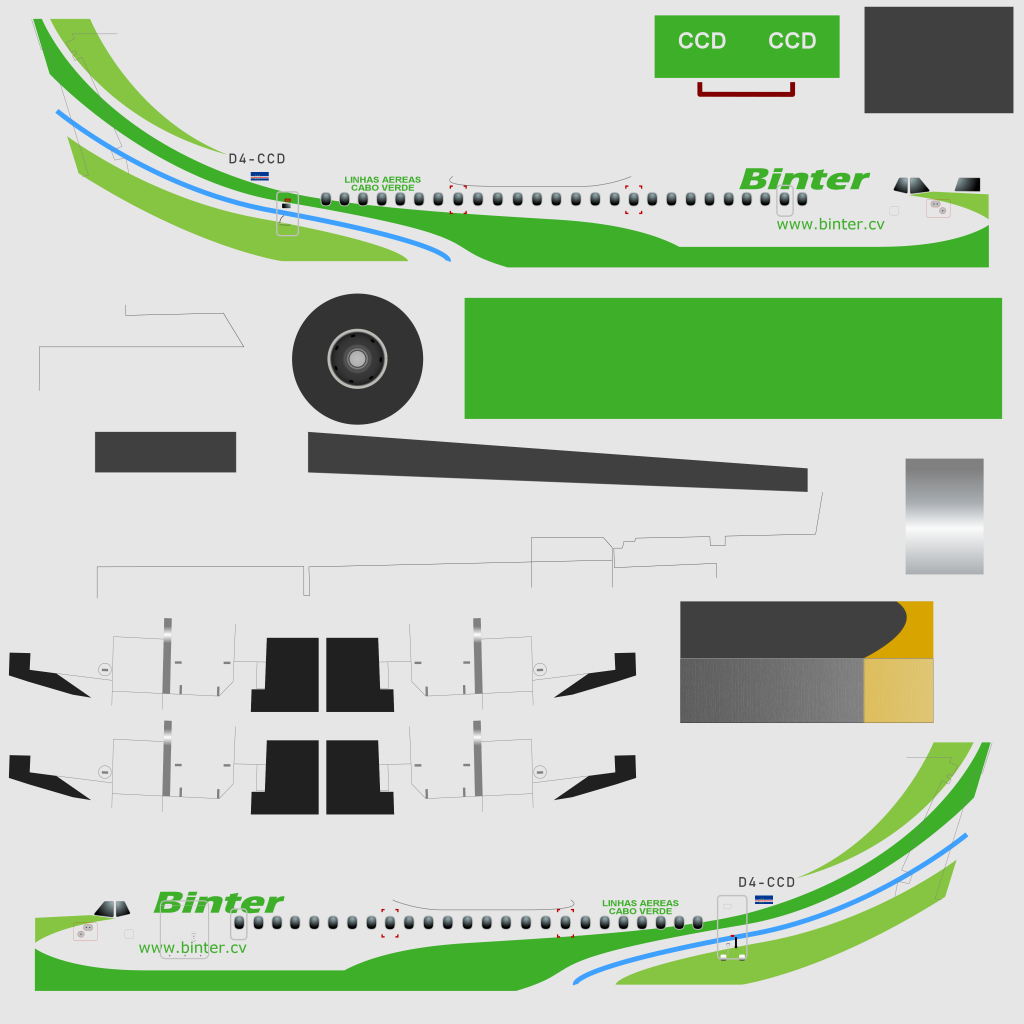 CCD CCD
D4-CCD
LINHAS AEREAS
CABO VERDE
Binter
www.binter.cv
D4-CCD
Binter
LINHAS AEREAS
CABO VERDE
www.binter.cv